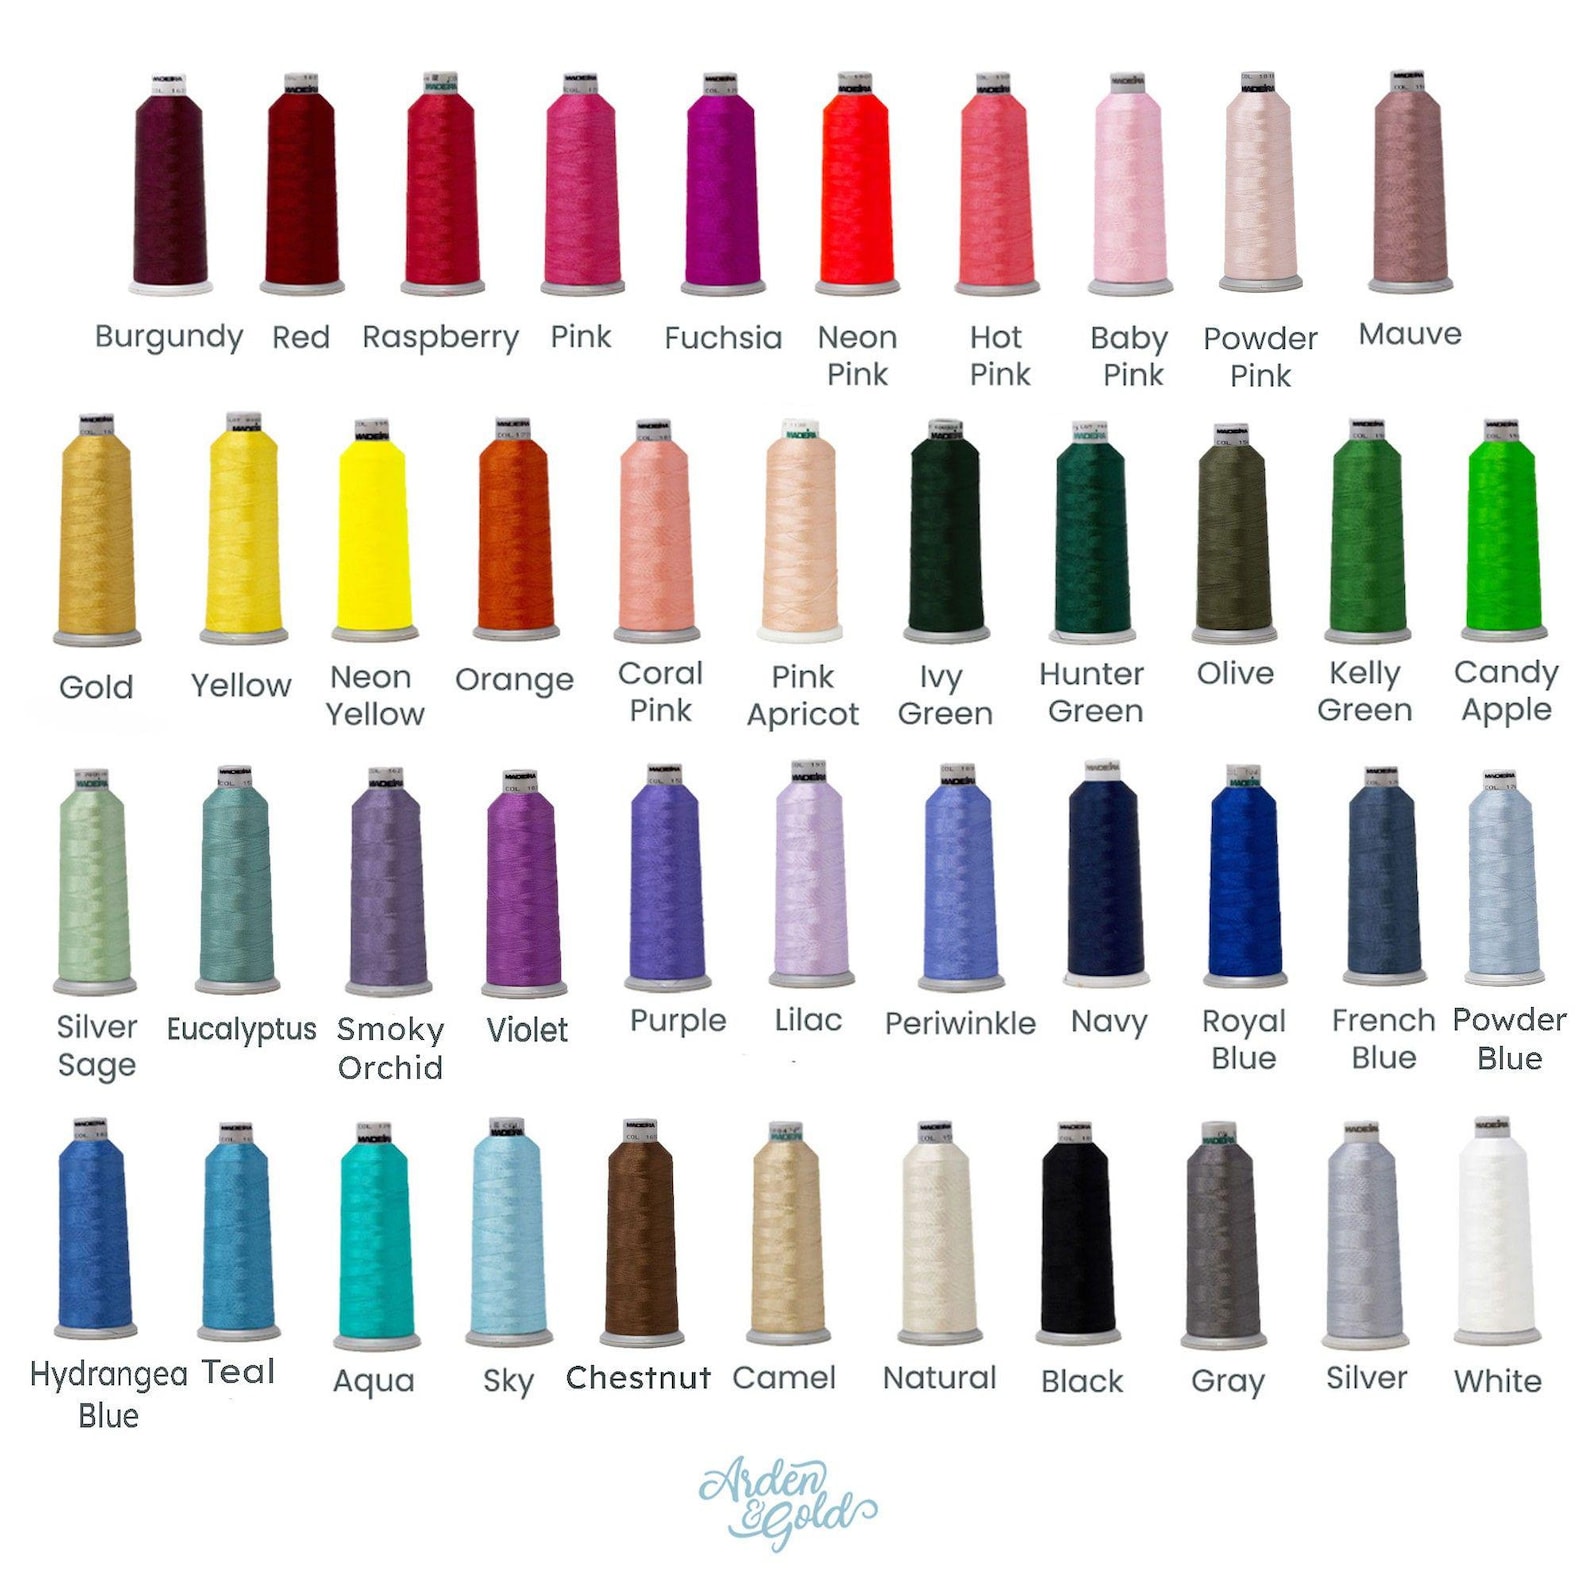 Burgundy Red Raspberry Pink Fuchsia Neon Pink Hot Pink Baby Pink Powder Pink Mauve
Gold Yellow Neon Yellow Orange Coral Pink Pink Apricot Ivy Green Hunter Green Olive Kelly Green Candy Apple
Silver Sage Eucalyptus Smoky Orchid Violet Purple Lilac Periwinkle Navy Royal Blue French Blue Powder Blue
Hydrangea Blue Teal Aqua Sky Chestnut Camel Natural Black Gray Silver White
Arden
& Gold